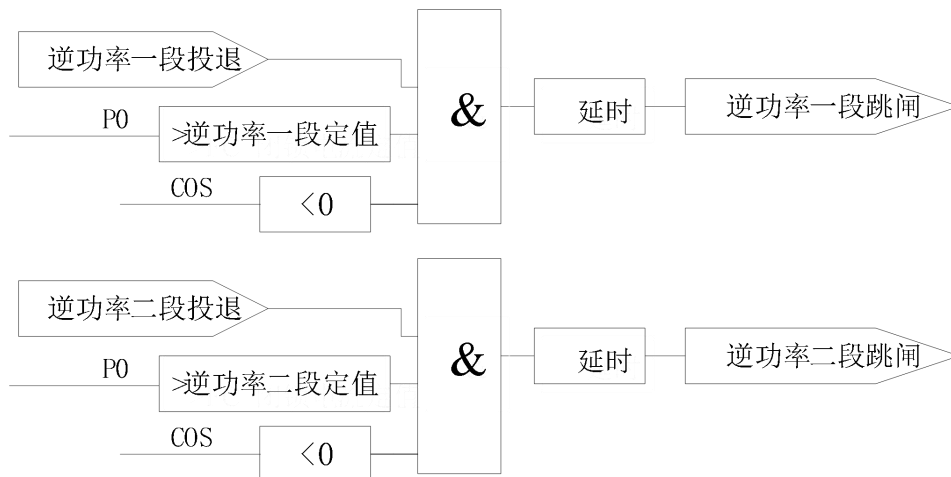 逆功率一段投退
P0
>逆功率一段定值
COS
<0
&
延时
逆功率一段跳闸
逆功率二段投退
P0
>逆功率二段定值
COS
<0
&
延时
逆功率二段跳闸